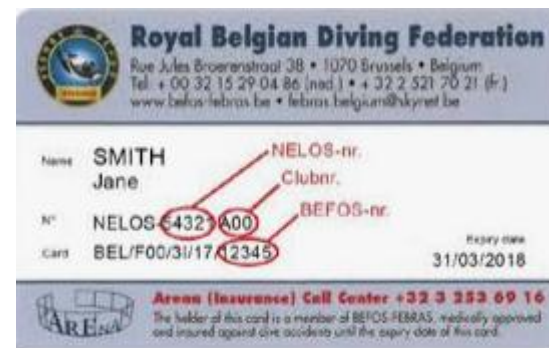 Royal Belgian Diving Federation
Rue Jules Broerenstraat 38 • 1070 Brussels • Belgium
Tel. + 00 32 15 29 04 86 (ned.) • + 32 2 521 70 21 (fr.)
www.befos-febras.be • febras.belgium@skynet.be
Name SMITH
Jane
NELOS-nr.
Clubnr.
BEFOS-nr.
N° NELOS-54321 A00
Card BEL/F00/3I/17/12345
Expiry date
31/03/2018
ARENA
Arena (Insurance) Call Center +32 3 253 69 16
The holder of this card is a member of BEFOS-FEBRAS, medically approved
and insured against dive accidents until the expiry date of this card.